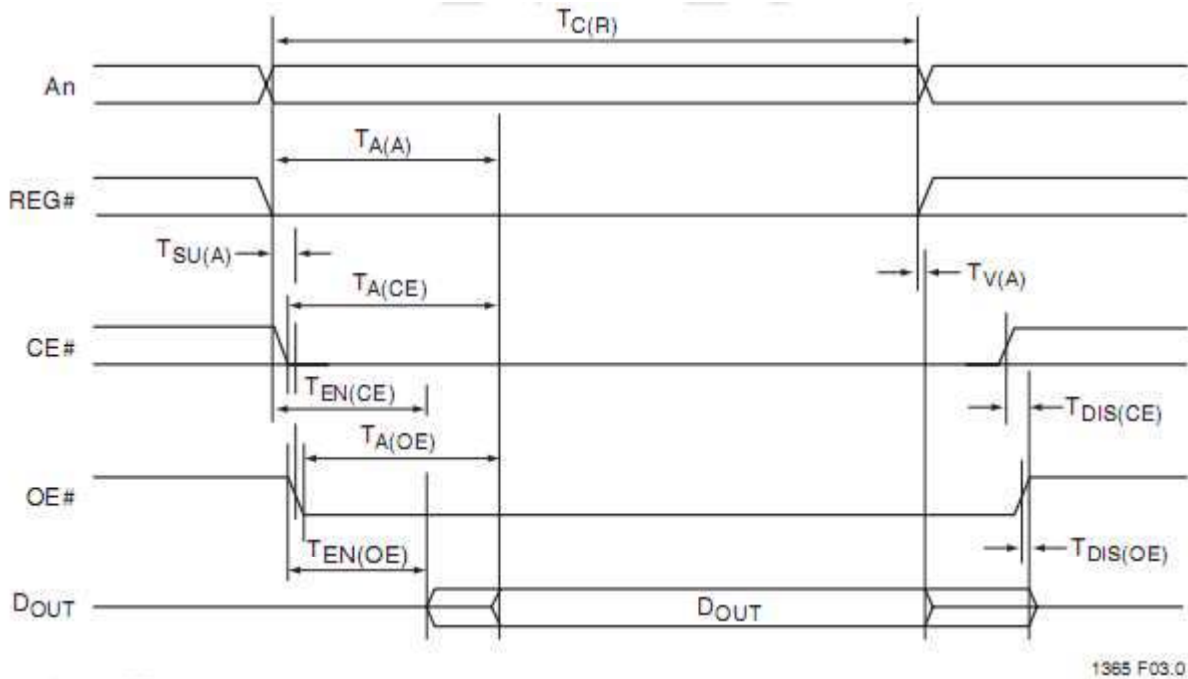 TC(R)
An
TA(A)
REG#
TSU(A)
TV(A)
TA(CE)
CE#
TEN(CE)
TDIS(CE)
TA(OE)
OE#
TEN(OE)
TDIS(OE)
DOUT
DOUT
1365 F03.0